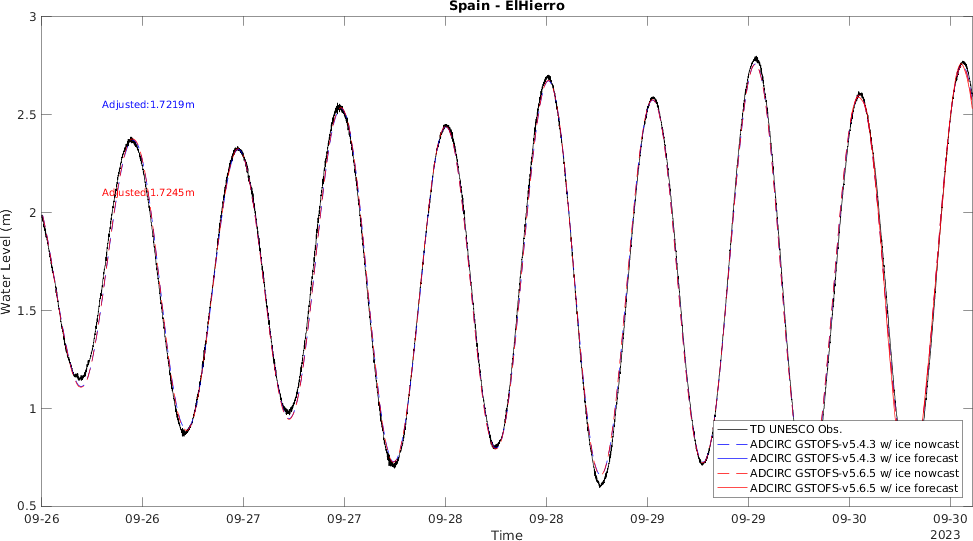 Spain - ElHierro
3
2.5
2
1.5
1
0.5
Water Level (m)
Adjusted:1.7219m
Adjusted:1.7245m
TD UNESCO Obs.
ADCIRC GSTOFS-v5.4.3 w/ ice nowcast
ADCIRC GSTOFS-v5.4.3 w/ ice forecast
ADCIRC GSTOFS-v5.6.5 w/ ice nowcast
ADCIRC GSTOFS-v5.6.5 w/ ice forecast
09-26 09-26 09-27 09-27 09-28 09-28 09-29 09-29 09-30 09-30
2023
Time